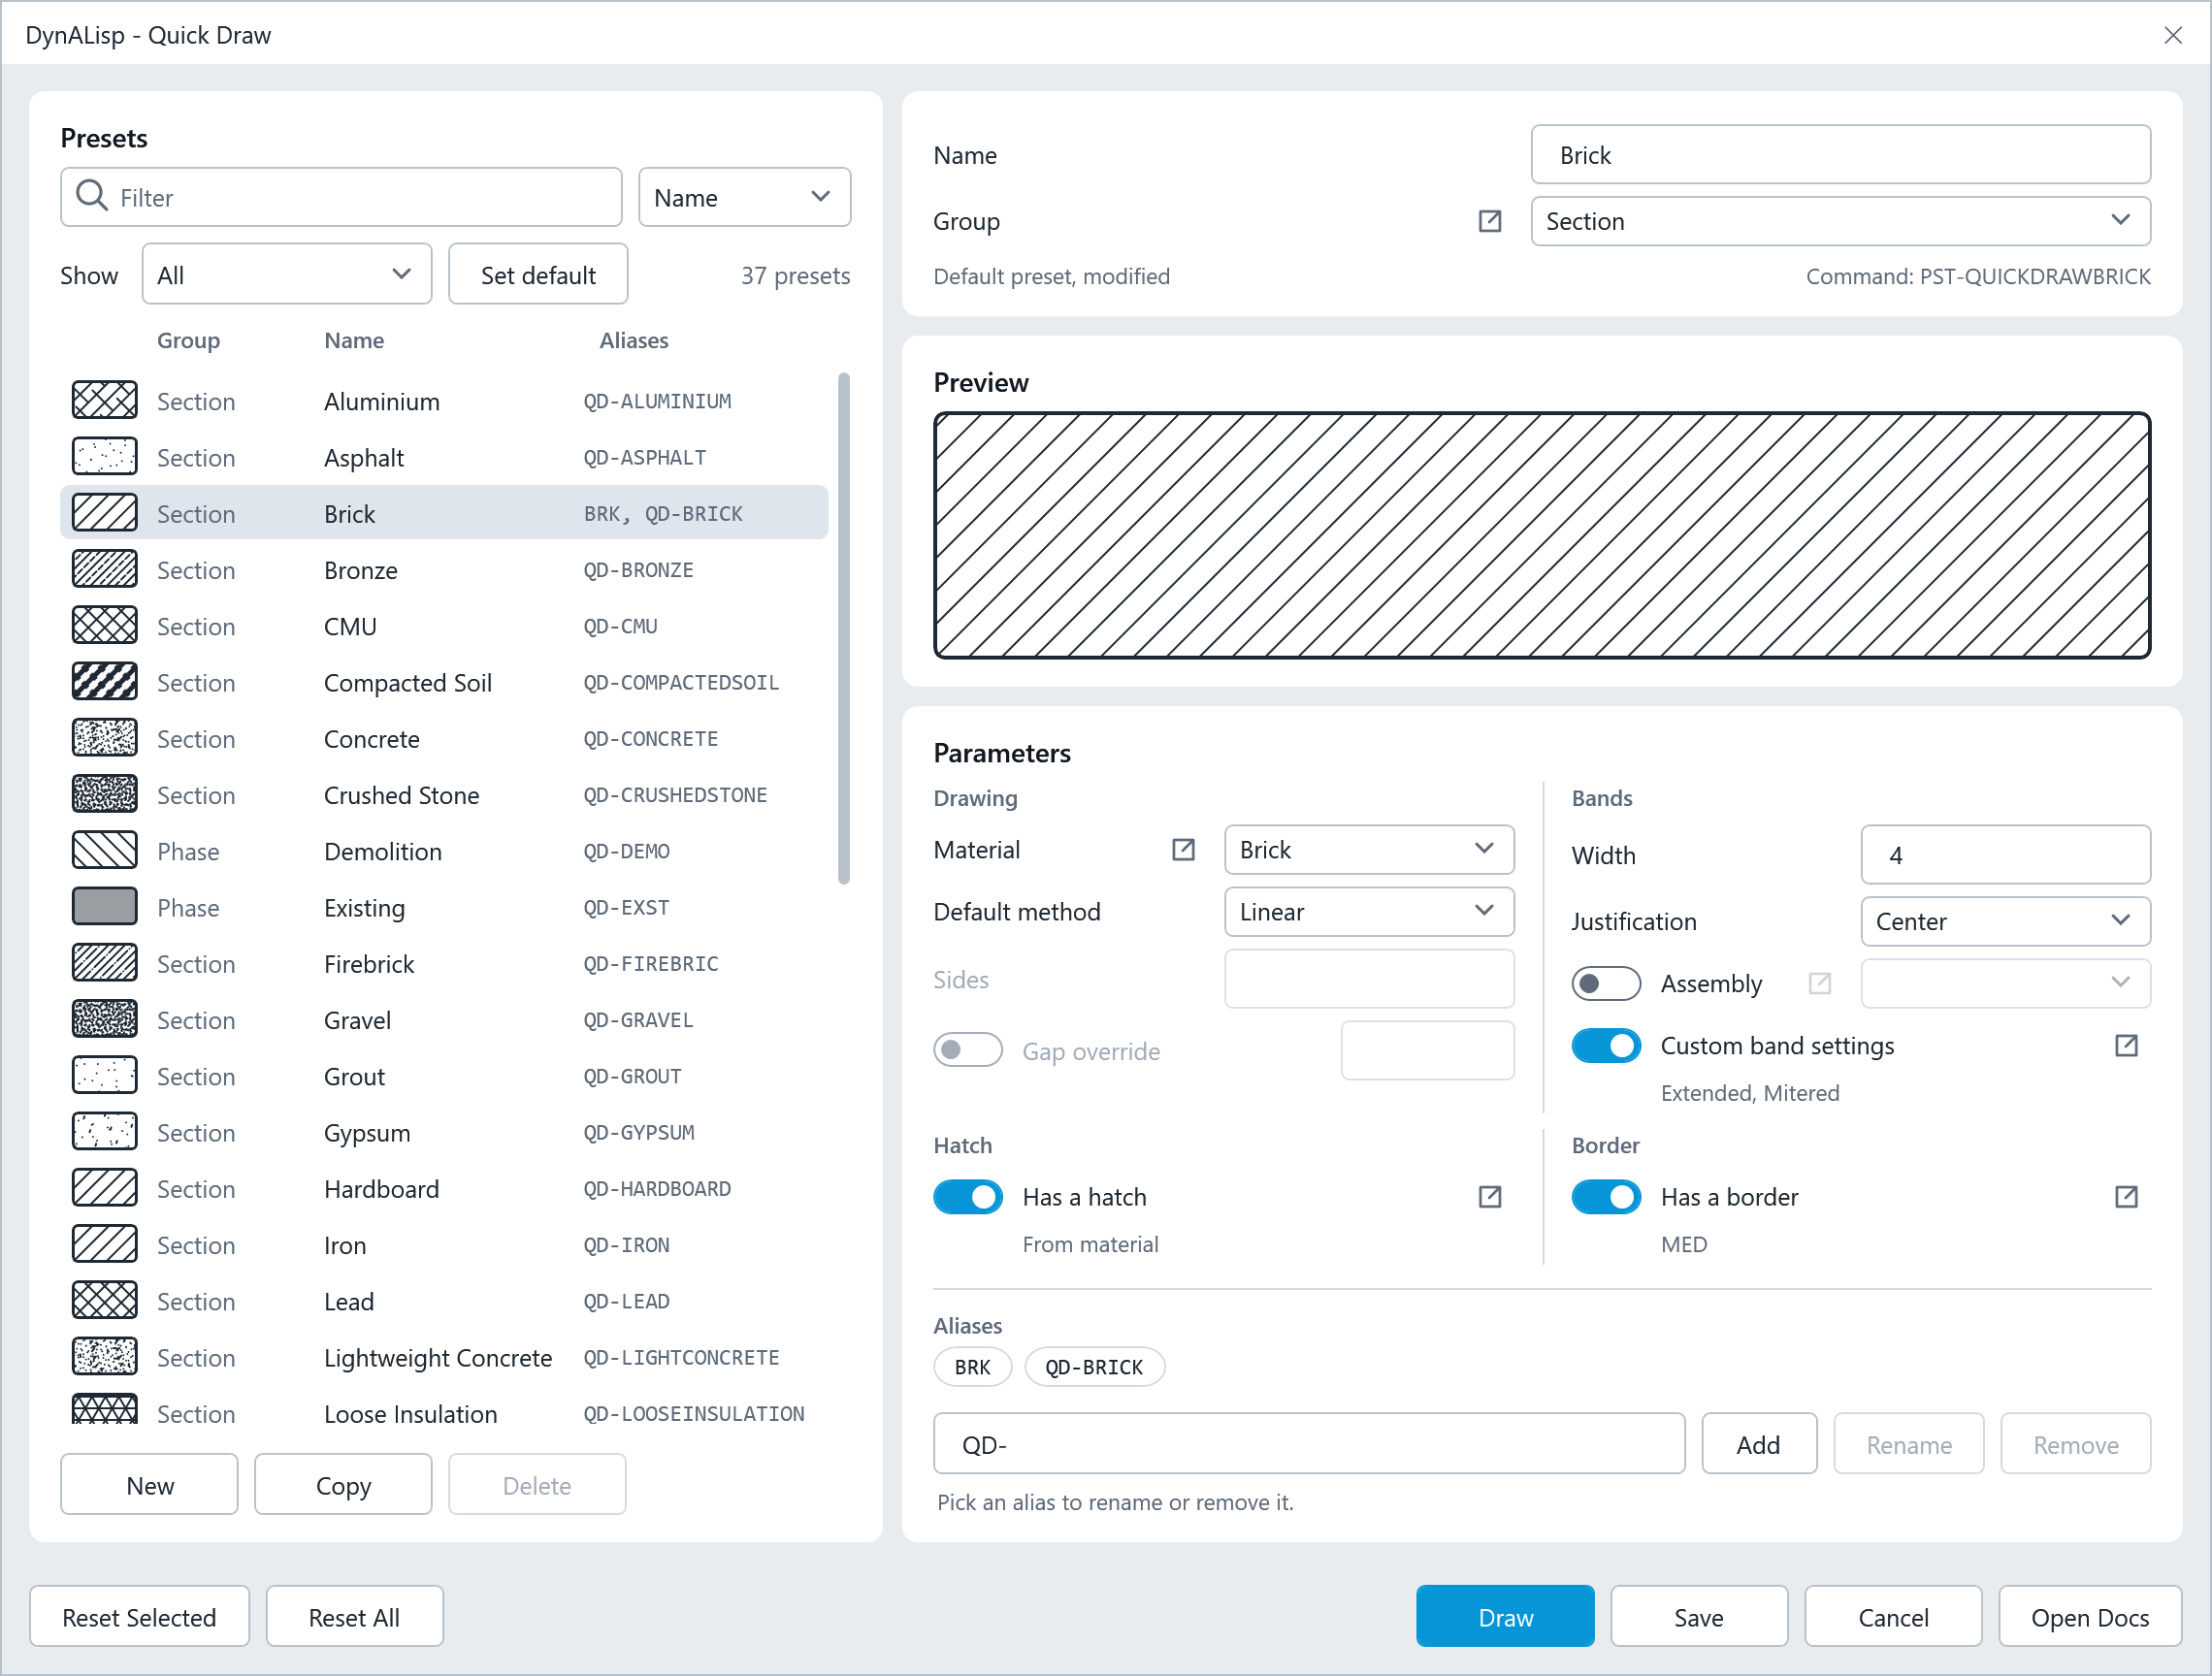 DynALisp - Quick Draw
Presets
Filter
Name
Show
All
Set default
37 presets
Group Name Aliases
Section Aluminium QD-ALUMINIUM
Section Asphalt QD-ASPHALT
Section Brick BRK, QD-BRICK
Section Bronze QD-BRONZE
Section CMU QD-CMU
Section Compacted Soil QD-COMPACTEDSOIL
Section Concrete QD-CONCRETE
Section Crushed Stone QD-CRUSHEDSTONE
Phase Demolition QD-DEMO
Phase Existing QD-EXST
Section Firebrick QD-FIREBRIC
Section Gravel QD-GRAVEL
Section Grout QD-GROUT
Section Gypsum QD-GYPSUM
Section Hardboard QD-HARDBOARD
Section Iron QD-IRON
Section Lead QD-LEAD
Section Lightweight Concrete QD-LIGHTCONCRETE
Section Loose Insulation QD-LOOSEINSULATION
New
Copy
Delete
Name Brick
Group Section
Default preset, modified
Command: PST-QUICKDRAWBRICK
Preview
Parameters
Drawing
Material Brick
Default method Linear
Sides
Gap override
Bands
Width 4
Justification Center
Assembly
Custom band settings
Extended, Mitered
Hatch
Has a hatch
From material
Border
Has a border
MED
Aliases
BRK
QD-BRICK
QD-
Add
Rename
Remove
Pick an alias to rename or remove it.
Reset Selected
Reset All
Draw
Save
Cancel
Open Docs